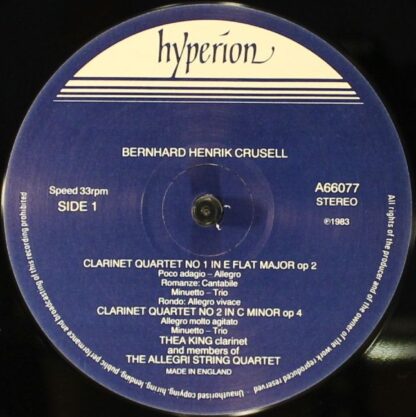 hyperion
BERNHARD HENRIK CRUSELL
Speed 33rpm
SIDE 1
A66077
STEREO
℗1983
CLARINET QUARTET NO 1 IN E FLAT MAJOR op 2
Poco adagio – Allegro
Romanze: Cantabile
Minuetto – Trio
Rondo: Allegro vivace
CLARINET QUARTET NO 2 IN C MINOR op 4
Allegro molto agitato
Minuetto – Trio
THEA KING clarinet
and members of
THE ALLEGRI STRING QUARTET
MADE IN ENGLAND
All rights of the producer and of the owner of the work reproduced reserved – Unauthorised copying, hiring, lending, public performance and broadcasting of this recording prohibited